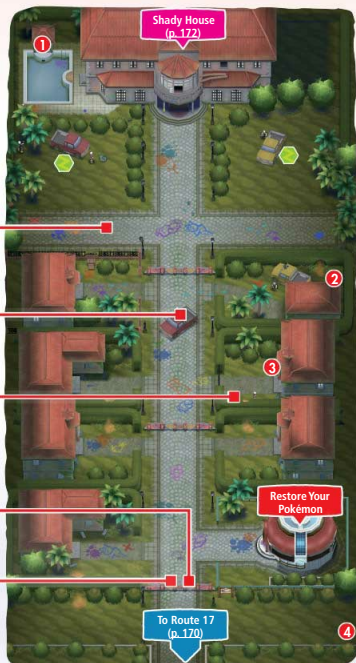 Shady House
(p. 172)
1
2
3
Restore Your
Pokémon
To Route 17
(p. 170)
4